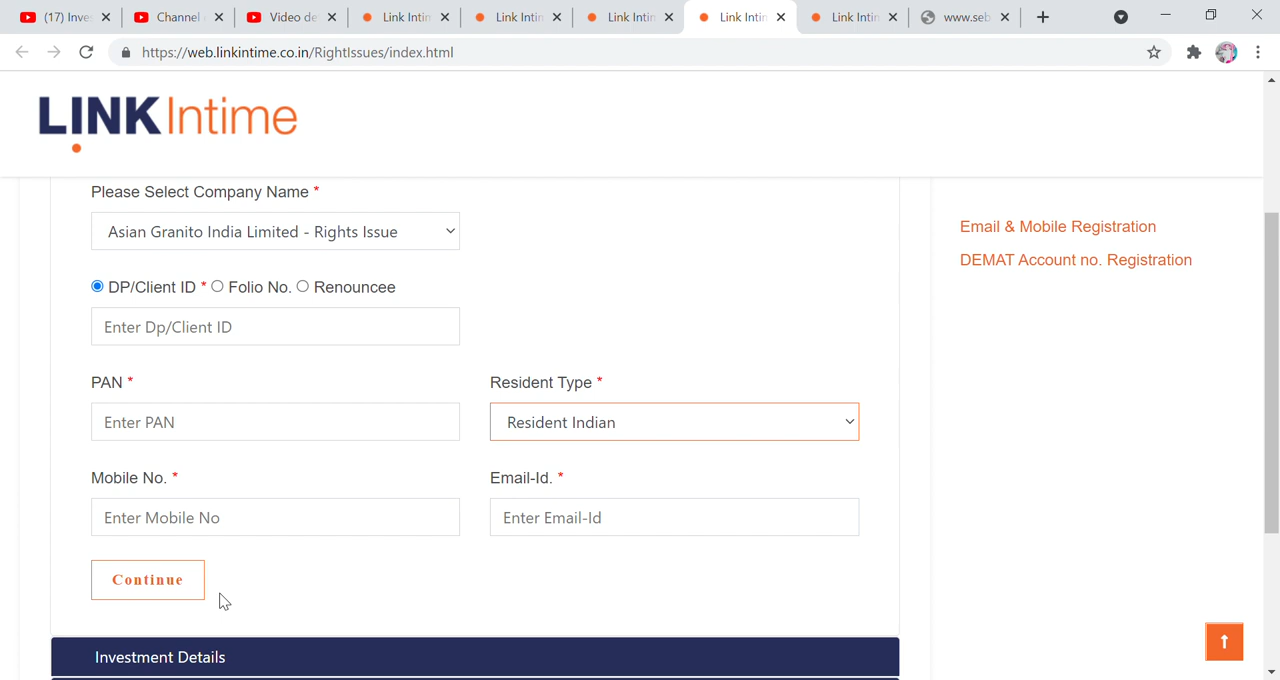 (17) Inves
Channel
Video de
Link Intin
Link Intin
Link Intin
Link Intin
Link Intin
www.seb
https://web.linkintime.co.in/RightIssues/index.html
LINK Intime
Please Select Company Name *
Asian Granito India Limited - Rights Issue
DP/Client ID * Folio No. Renouncee
Enter Dp/Client ID
PAN * Resident Type *
Enter PAN Resident Indian
Mobile No. * Email-Id. *
Enter Mobile No Enter Email-Id
Continue
Investment Details
Email & Mobile Registration
DEMAT Account no. Registration